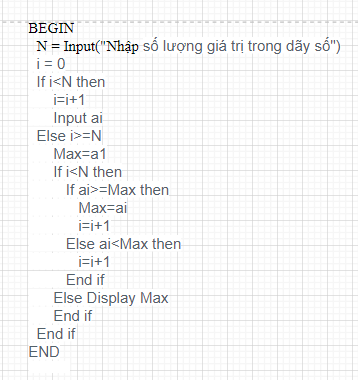 BEGIN
N = Input("Nhập số lượng giá trị trong dãy số")
i = 0
If i<N then
i=i+1
Input ai
Else i>=N
Max=a1
If i<N then
If ai>=Max then
Max=ai
i=i+1
Else ai<Max then
i=i+1
End if
Else Display Max
End if
End if
END